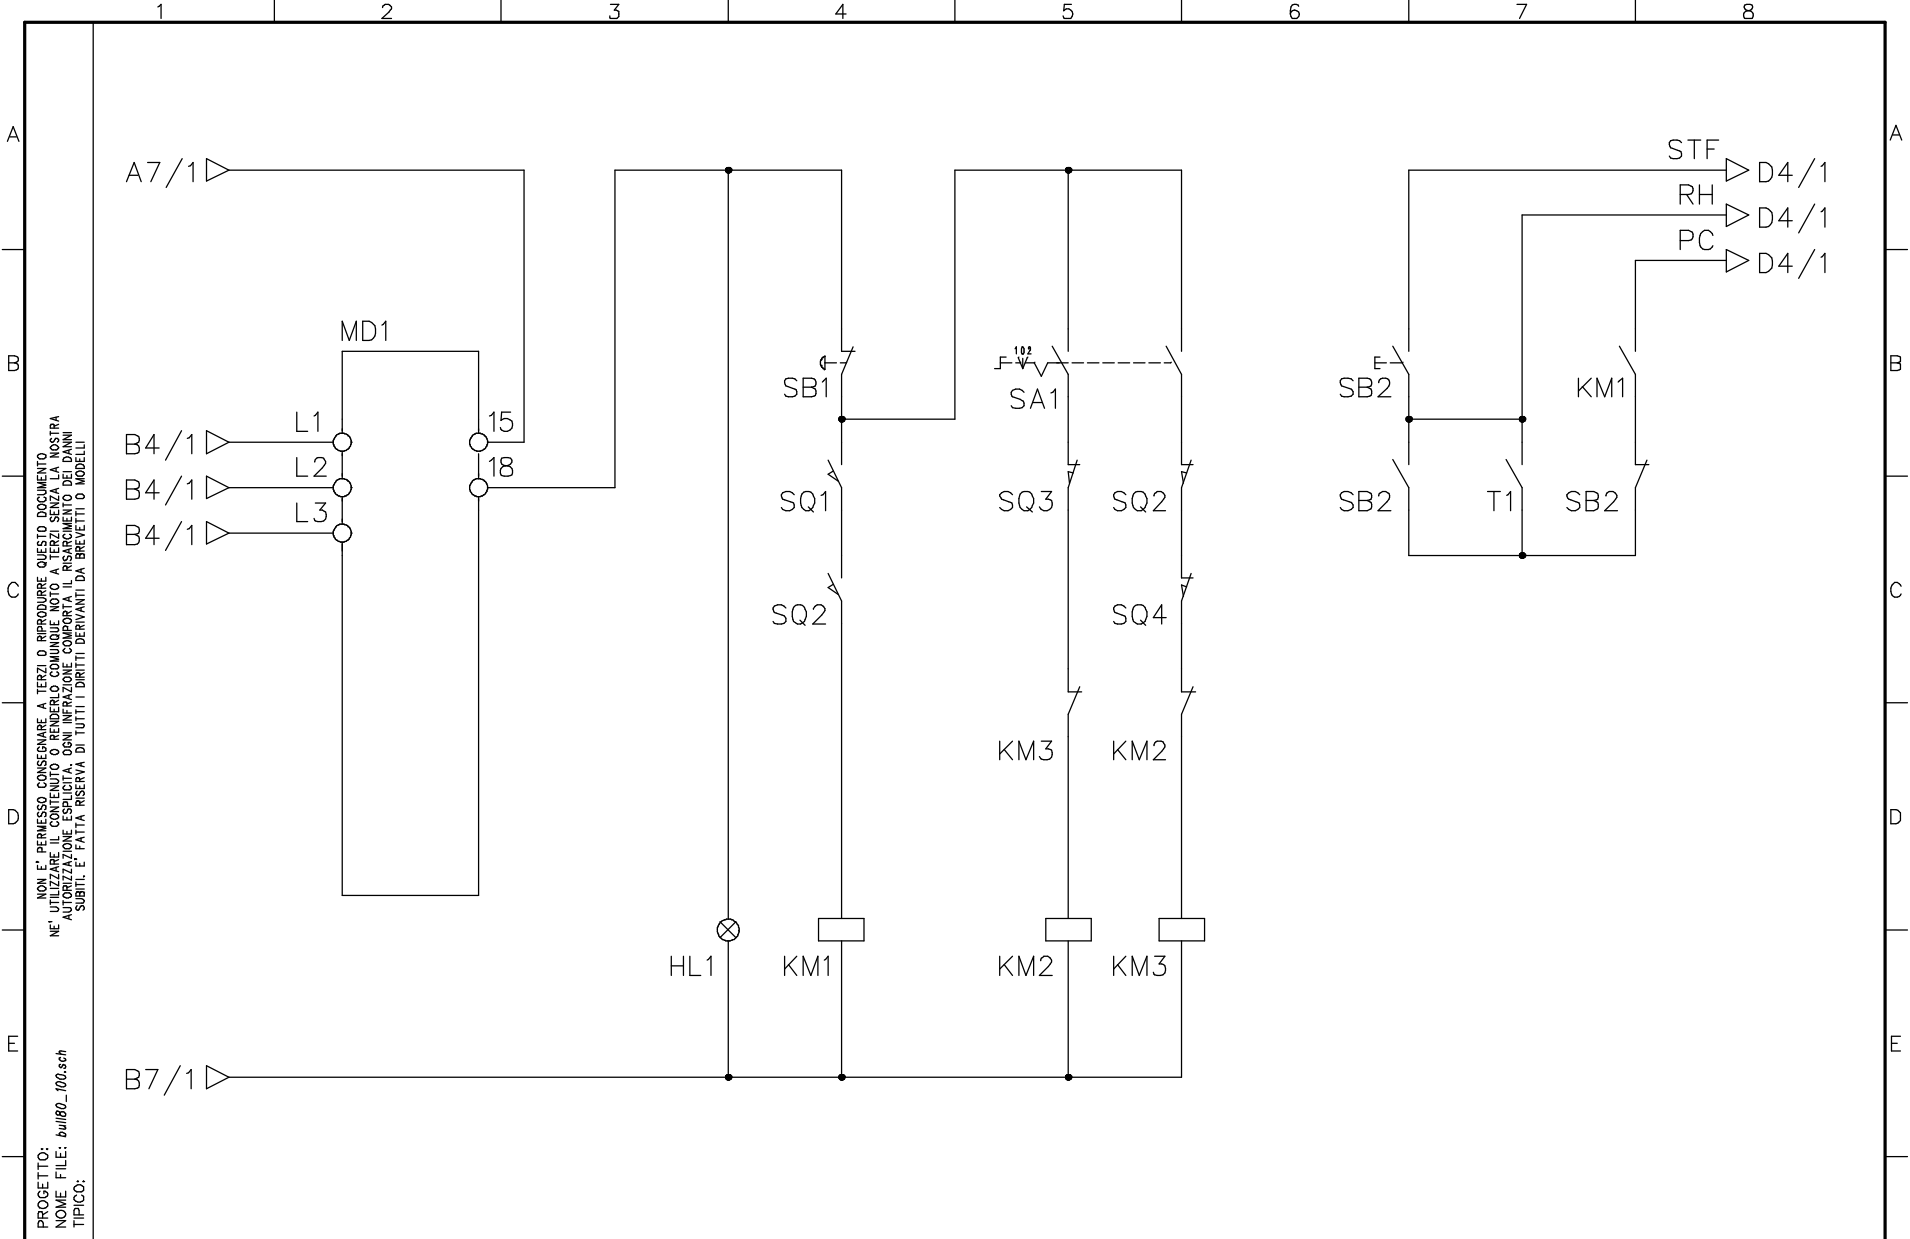 1 2 3 4 5 6 7 8
A A
STF
A7/1 D4/1
RH
D4/1
PC
D4/1
MD1
B B
102
SB1 SA1 SB2 KM1
L1 15
B4/1
L2 18
B4/1 SQ1 SQ3 SQ2 SB2 T1 SB2
L3
B4/1
C C
SQ2 SQ4
KM3 KM2
D D
HL1 KM1 KM2 KM3
E E
B7/1
NON E' PERMESSO CONSEGNARE A TERZI O RIPRODURRE QUESTO DOCUMENTO
NE' UTILIZZARE IL CONTENUTO O RENDERLO COMUNQUE NOTO A TERZI SENZA LA NOSTRA
AUTORIZZAZIONE ESPLICITA. OGNI INFRAZIONE COMPORTA IL RISARCIMENTO DEI DANNI
SUBITI. E' FATTA RISERVA DI TUTTI I DIRITTI DERIVANTI DA BREVETTI O MODELLI
PROGETTO:
NOME FILE: bull80_100.sch
TIPICO: